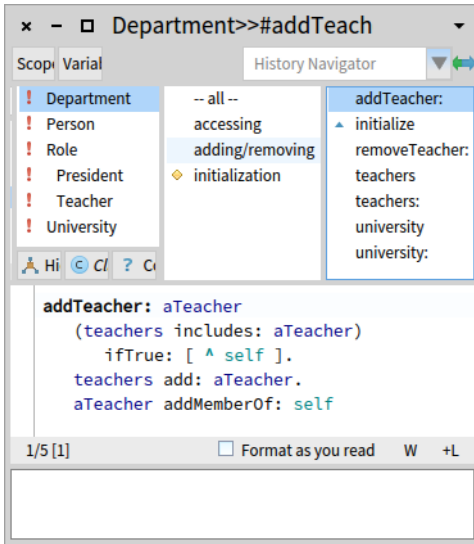 Department>>#addTeach
Scope Varial
History Navigator
Department
Person
Role
President
Teacher
University
Hi Cl Co
-- all --
accessing
adding/removing
initialization
addTeacher:
initialize
removeTeacher:
teachers
teachers:
university
university:
addTeacher: aTeacher
(teachers includes: aTeacher)
ifTrue: [ ^ self ].
teachers add: aTeacher.
aTeacher addMemberOf: self
1/5 [1] Format as you read W +L